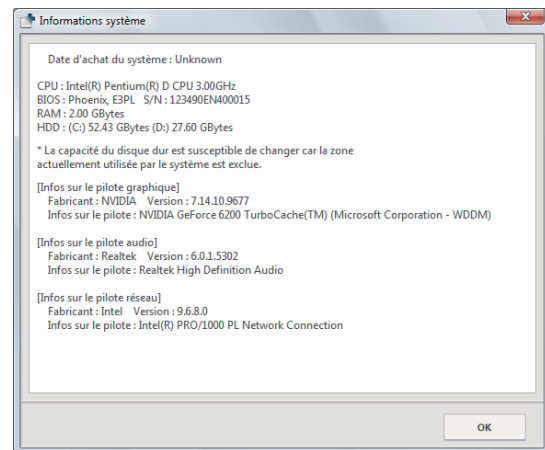 Informations système
Date d'achat du système : Unknown
CPU : Intel(R) Pentium(R) D CPU 3.00GHz
BIOS : Phoenix, E3PL S/N : 123490EN400015
RAM : 2.00 GBytes
HDD : (C:) 52.43 GBytes (D:) 27.60 GBytes
* La capacité du disque dur est susceptible de changer car la zone
actuellement utilisée par le système est exclue.
[Infos sur le pilote graphique]
Fabricant : NVIDIA Version : 7.14.10.9677
Infos sur le pilote : NVIDIA GeForce 6200 TurboCache(TM) (Microsoft Corporation - WDDM)
[Infos sur le pilote audio]
Fabricant : Realtek Version : 6.0.1.5302
Infos sur le pilote : Realtek High Definition Audio
[Infos sur le pilote réseau]
Fabricant : Intel Version : 9.6.8.0
Infos sur le pilote : Intel(R) PRO/1000 PL Network Connection
OK